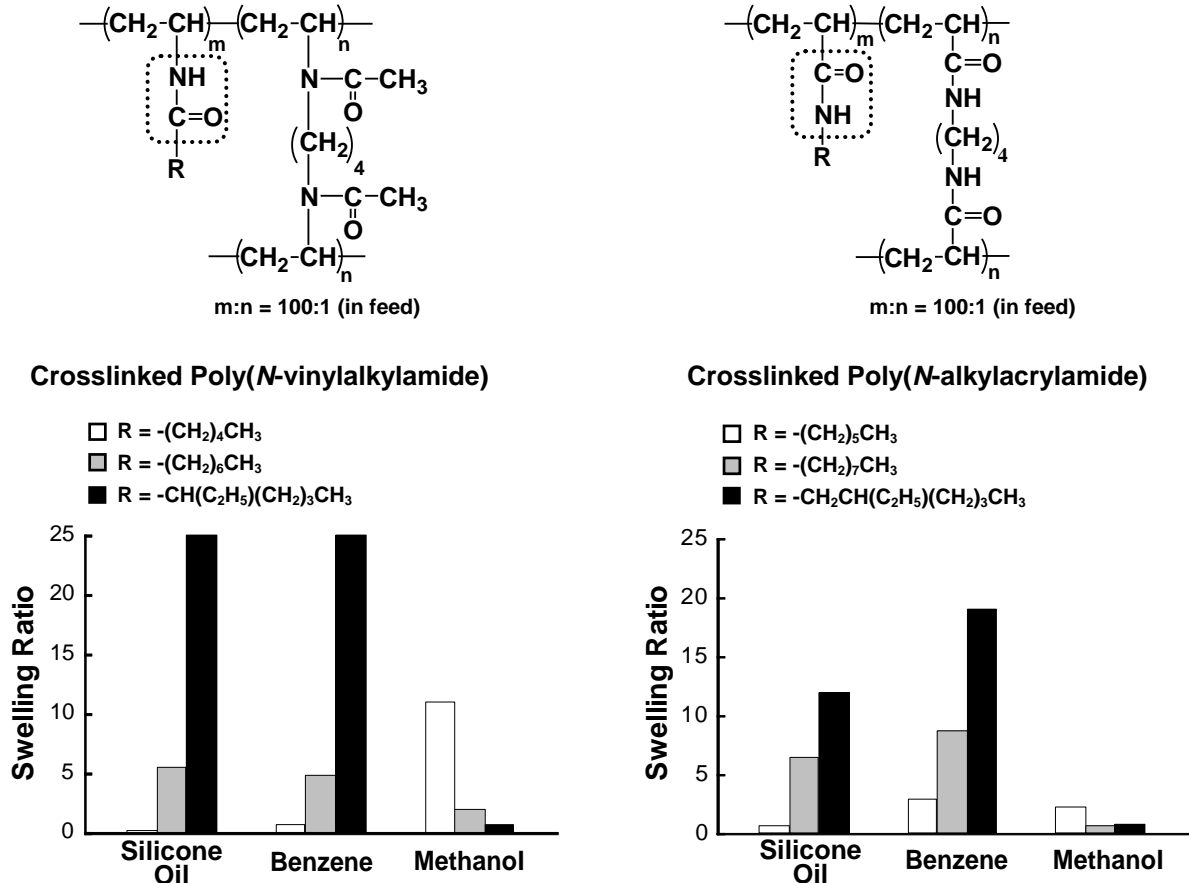 —(CH2-CH)m—(CH2-CH)n—
NH
C=O
R
N—C—CH3
O
(CH2)4
N—C—CH3
O
—(CH2-CH)n—
m:n = 100:1 (in feed)
Crosslinked Poly(N-vinylalkylamide)
R = -(CH2)4CH3
R = -(CH2)6CH3
R = -CH(C2H5)(CH2)3CH3
Swelling Ratio
25
20
15
10
5
0
Silicone
Oil
Benzene
Methanol
—(CH2-CH)m—(CH2-CH)n—
C=O
NH
R
C=O
NH
(CH2)4
NH
C=O
—(CH2-CH)n—
m:n = 100:1 (in feed)
Crosslinked Poly(N-alkylacrylamide)
R = -(CH2)5CH3
R = -(CH2)7CH3
R = -CH2CH(C2H5)(CH2)3CH3
Swelling Ratio
25
20
15
10
5
0
Silicone
Oil
Benzene
Methanol